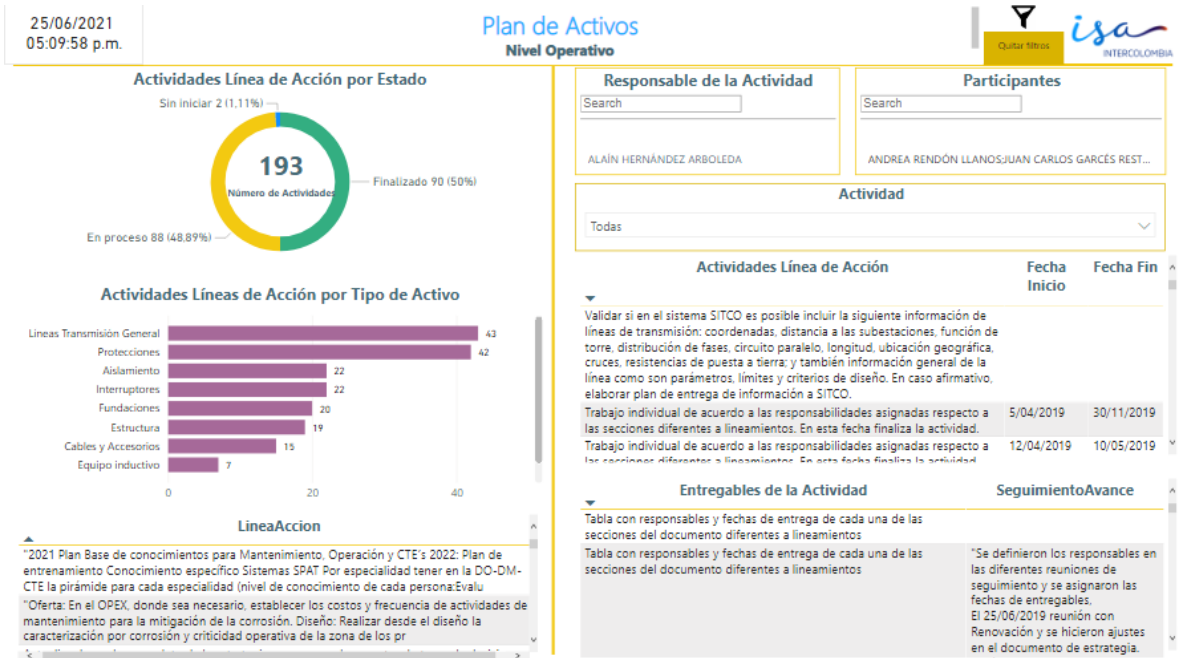 25/06/2021
05:09:58 p.m.
Plan de Activos
Nivel Operativo
Quitar filtros
isa
INTERCOLOMBIA
Actividades Línea de Acción por Estado
Sin iniciar 2 (1,11%)
193
Número de Actividades
Finalizado 90 (50%)
En proceso 88 (48,89%)
Actividades Líneas de Acción por Tipo de Activo
Lineas Transmisión General 43
Protecciones 42
Aislamiento 22
Interruptores 22
Fundaciones 20
Estructura 19
Cables y Accesorios 15
Equipo inductivo 7
0 20 40
LineaAccion
"2021 Plan Base de conocimientos para Mantenimiento, Operación y CTE´s 2022: Plan de
entrenamiento Conocimiento específico Sistemas SPAT Por especialidad tener en la DO-DM-
CTE la pirámide para cada especialidad (nivel de conocimiento de cada persona:Evalu
"Oferta: En el OPEX, donde sea necesario, establecer los costos y frecuencia de actividades de
mantenimiento para la mitigación de la corrosión. Diseño: Realizar desde el diseño la
caracterización por corrosión y criticidad operativa de la zona de los pr
Responsable de la Actividad
Search
ALAÍN HERNÁNDEZ ARBOLEDA
Participantes
Search
ANDREA RENDÓN LLANOS;JUAN CARLOS GARCÉS REST...
Actividad
Todas
Actividades Línea de Acción Fecha Inicio Fecha Fin
Validar si en el sistema SITCO es posible incluir la siguiente información de
líneas de transmisión: coordenadas, distancia a las subestaciones, función de
torre, distribución de fases, circuito paralelo, longitud, ubicación geográfica,
cruces, resistencias de puesta a tierra; y también información general de la
línea como son parámetros, límites y criterios de diseño. En caso afirmativo,
elaborar plan de entrega de información a SITCO.
Trabajo individual de acuerdo a las responsabilidades asignadas respecto a 5/04/2019 30/11/2019
las secciones diferentes a lineamientos. En esta fecha finaliza la actividad.
Trabajo individual de acuerdo a las responsabilidades asignadas respecto a 12/04/2019 10/05/2019
las secciones diferentes a lineamientos. En esta fecha finaliza la actividad
Entregables de la Actividad SeguimientoAvance
Tabla con responsables y fechas de entrega de cada una de las
secciones del documento diferentes a lineamientos
Tabla con responsables y fechas de entrega de cada una de las
secciones del documento diferentes a lineamientos
"Se definieron los responsables en
las diferentes reuniones de
seguimiento y se asignaron las
fechas de entregables,
El 25/06/2019 reunión con
Renovación y se hicieron ajustes
en el documento de estrategia.